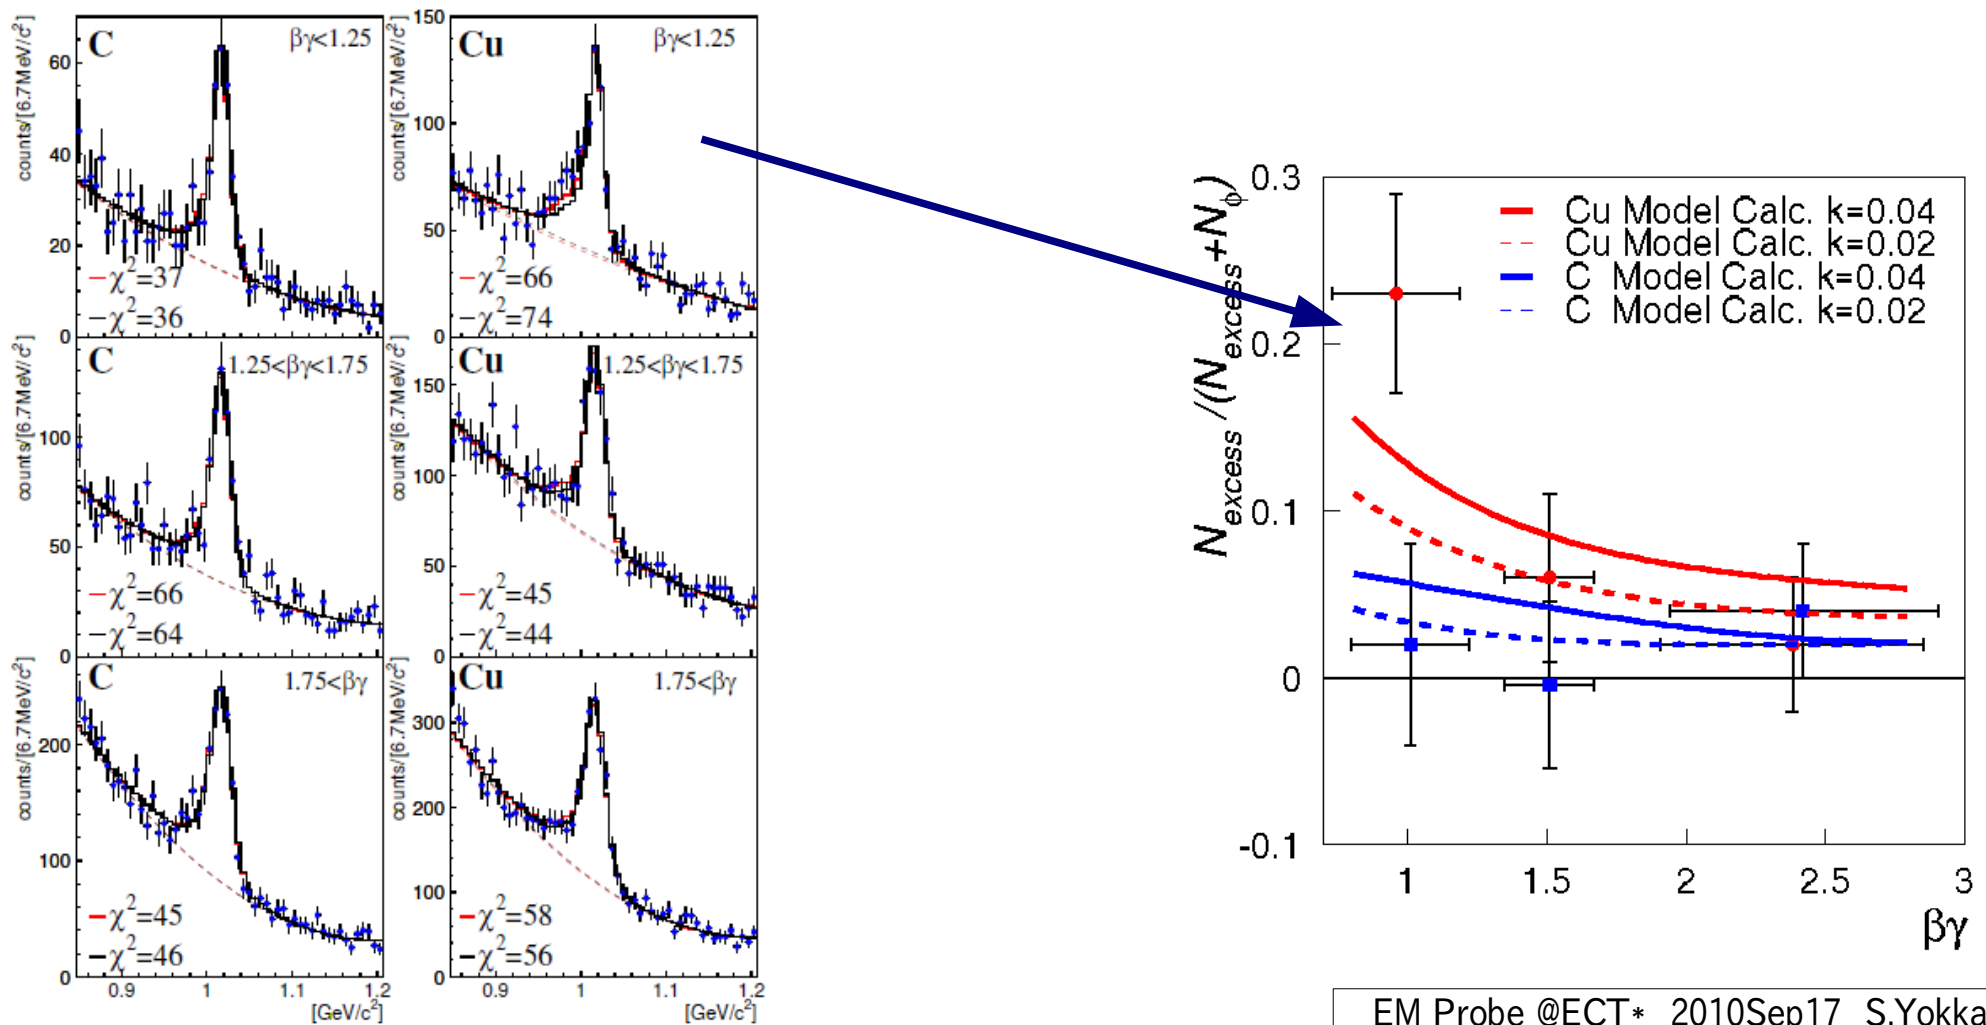 C
βγ<1.25
Cu
βγ<1.25
counts/[6.7MeV/c²]
60
40
20
0
χ²=37
χ²=36
counts/[6.7MeV/c²]
150
100
50
0
χ²=66
χ²=74
C
1.25<βγ<1.75
Cu
1.25<βγ<1.75
counts/[6.7MeV/c²]
100
50
0
χ²=66
χ²=64
counts/[6.7MeV/c²]
150
100
50
0
χ²=45
χ²=44
C
1.75<βγ
Cu
1.75<βγ
counts/[6.7MeV/c²]
200
100
0
χ²=45
χ²=46
counts/[6.7MeV/c²]
300
200
100
0
χ²=58
χ²=56
0.9 1 1.1 1.2
[GeV/c²]
0.9 1 1.1 1.2
[GeV/c²]
N_excess/(N_excess+N_ϕ)
0.3
0.2
0.1
0
-0.1
Cu Model Calc. k=0.04
Cu Model Calc. k=0.02
C Model Calc. k=0.04
C Model Calc. k=0.02
1 1.5 2 2.5 3
βγ
EM Probe @ECT* 2010Sep17 S.Yokka